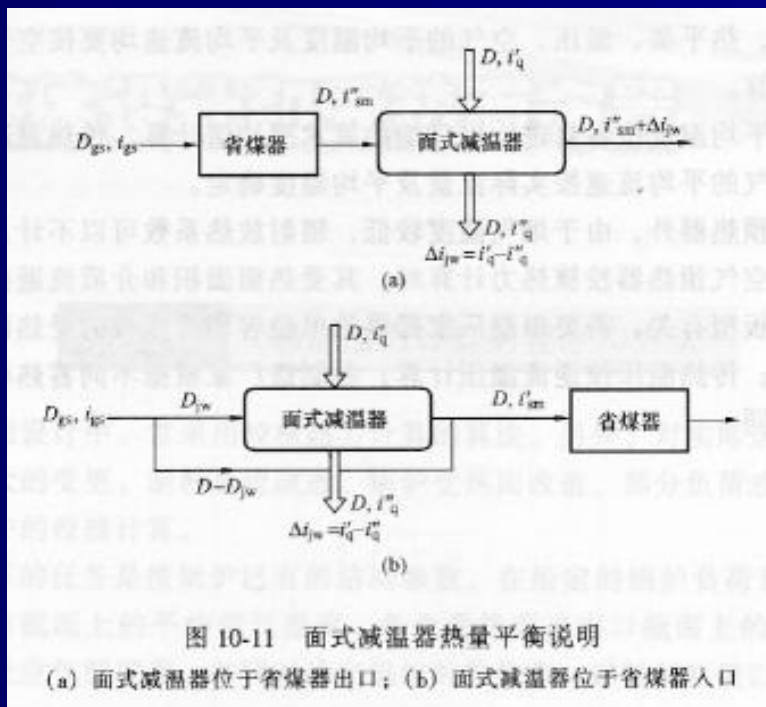 D, i′q
D, i″sm
D, i″sm+Δijw
Dgs, igs
省煤器
面式减温器
D, i″q
Δijw=i′q-i″q
(a)
D, i′q
Dgs, igs
Djw
面式减温器
D, i′sm
省煤器
D-Djw
D, i″q
Δijw=i′q-i″q
(b)
图 10-11 面式减温器热量平衡说明
(a) 面式减温器位于省煤器出口；(b) 面式减温器位于省煤器入口